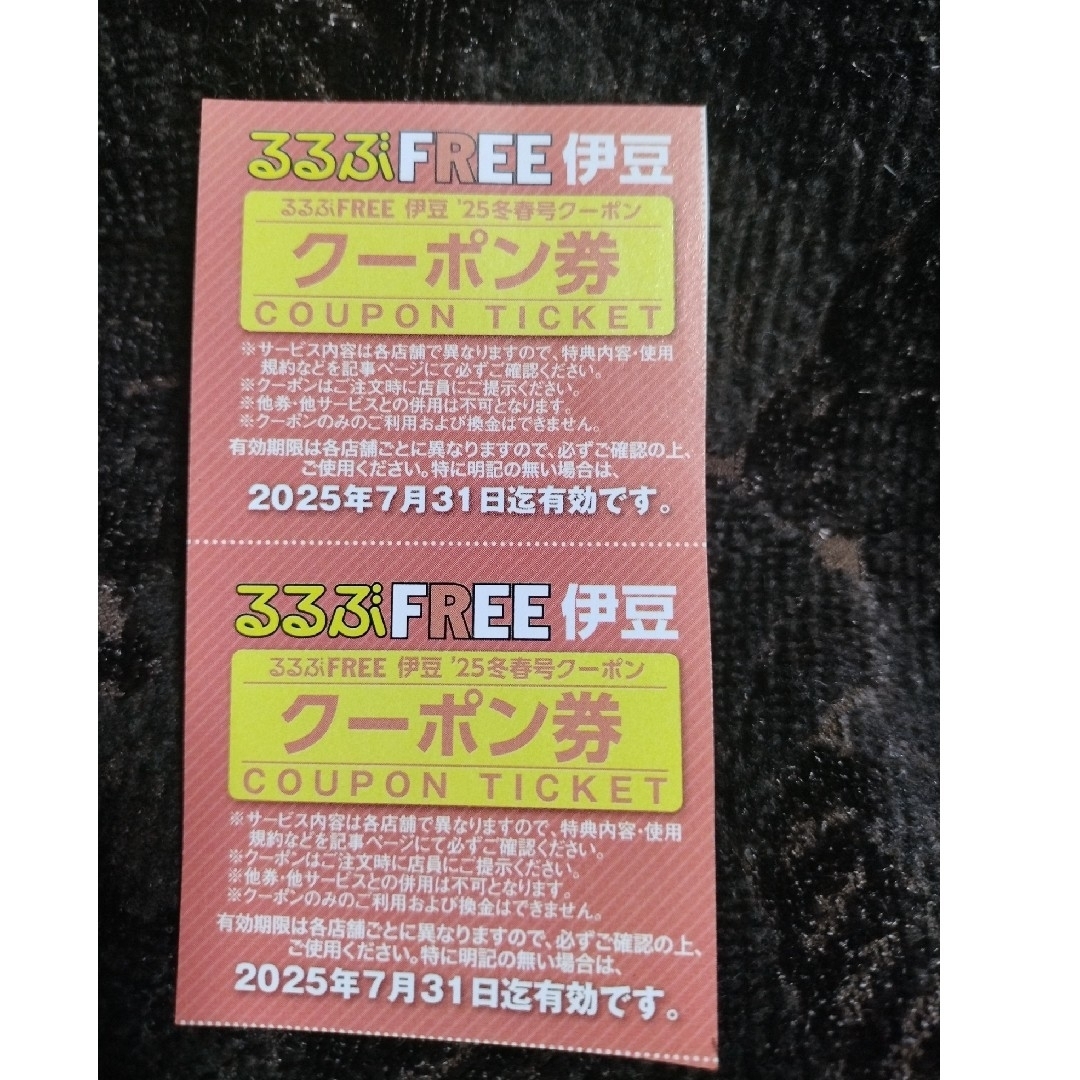 るるぶFREE 伊豆
るるぶFREE 伊豆 '25冬春号クーポン
クーポン券
COUPON TICKET
※サービス内容は各店舗で異なりますので、特典内容・使用
規約などを記事ページにて必ずご確認ください。
※クーポンはご注文時に店員にご提示ください。
※他券・他サービスとの併用は不可となります。
※クーポンのみのご利用および換金はできません。
有効期限は各店舗ごとに異なりますので、必ずご確認の上、
ご使用ください。特に明記の無い場合は、
2025年7月31日迄有効です。
るるぶFREE 伊豆
るるぶFREE 伊豆 '25冬春号クーポン
クーポン券
COUPON TICKET
※サービス内容は各店舗で異なりますので、特典内容・使用
規約などを記事ページにて必ずご確認ください。
※クーポンはご注文時に店員にご提示ください。
※他券・他サービスとの併用は不可となります。
※クーポンのみのご利用および換金はできません。
有効期限は各店舗ごとに異なりますので、必ずご確認の上、
ご使用ください。特に明記の無い場合は、
2025年7月31日迄有効です。